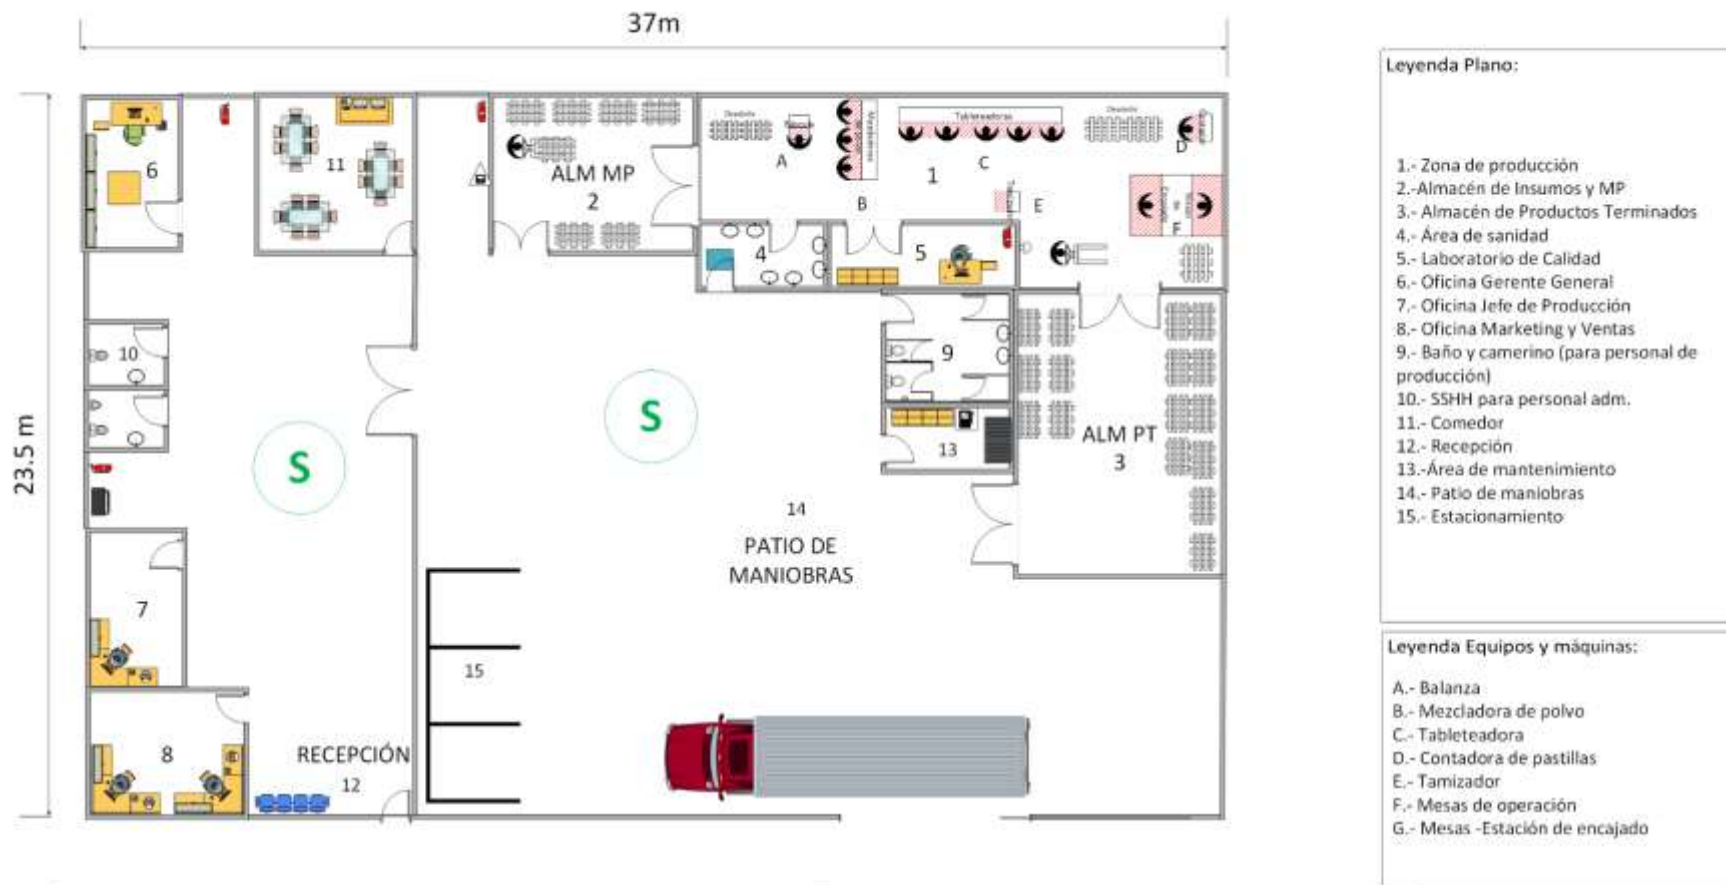 37m
23.5 m
6
11
ALM MP
2
Desolvito
A
B
Tableteadoras
C
1
D
E
F
4
5
10
9
S
S
13
ALM PT
3
14
PATIO DE
MANIOBRAS
7
15
8
RECEPCIÓN
12
Leyenda Plano:
1.- Zona de producción
2.-Almacén de Insumos y MP
3.- Almacén de Productos Terminados
4.- Área de sanidad
5.- Laboratorio de Calidad
6.- Oficina Gerente General
7.- Oficina Jefe de Producción
8.- Oficina Marketing y Ventas
9.- Baño y camerino (para personal de
producción)
10.- SSHH para personal adm.
11.- Comedor
12.- Recepción
13.-Área de mantenimiento
14.- Patio de maniobras
15.- Estacionamiento
Leyenda Equipos y máquinas:
A.- Balanza
B.- Mezcladora de polvo
C.- Tableteadora
D.- Contadora de pastillas
E.- Tamizador
F.- Mesas de operación
G.- Mesas -Estación de encajado